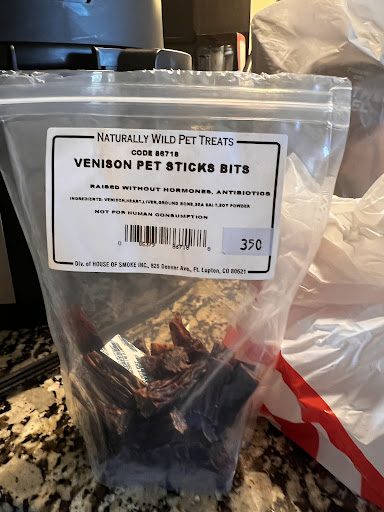 NATURALLY WILD PET TREATS
CODE 86718
VENISON PET STICKS BITS
RAISED WITHOUT HORMONES, ANTIBIOTICS
INGREDIENTS: VENISON,HEART,LIVER,GROUND BONE,SEA SALT,SOY POWDER
NOT FOR HUMAN CONSUMPTION
350
Div. of HOUSE OF SMOKE INC., 825 Denver Ave., Ft. Lupton, CO 80621